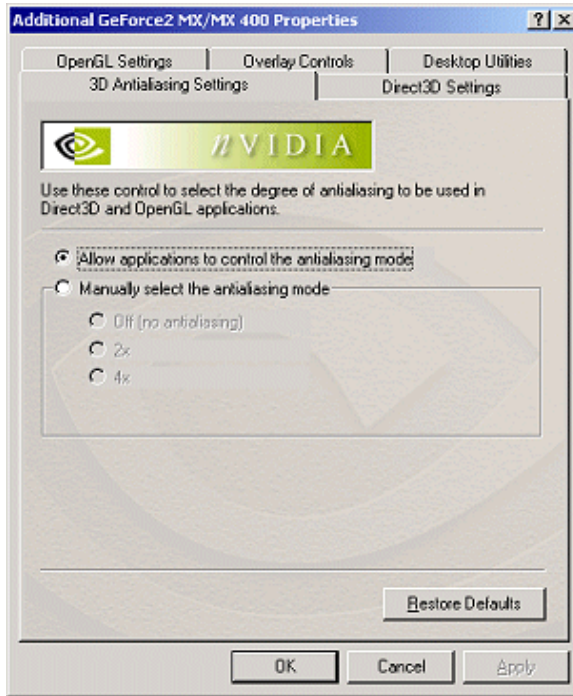 Additional GeForce2 MX/MX 400 Properties
OpenGL Settings
Overlay Controls
Desktop Utilities
3D Antialiasing Settings
Direct3D Settings
nVIDIA
Use these control to select the degree of antialiasing to be used in
Direct3D and OpenGL applications.
Allow applications to control the antialiasing mode
Manually select the antialiasing mode
Off (no antialiasing)
2x
4x
Restore Defaults
OK
Cancel
Apply